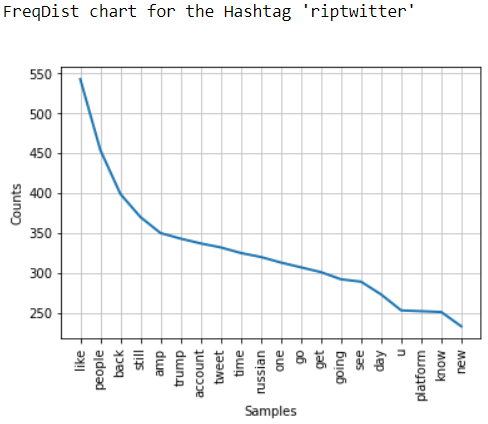 FreqDist chart for the Hashtag 'riptwitter'
550
500
450
400
350
300
250
Counts
like
people
back
still
amp
trump
account
tweet
time
russian
one
go
get
going
see
day
u
platform
know
new
Samples